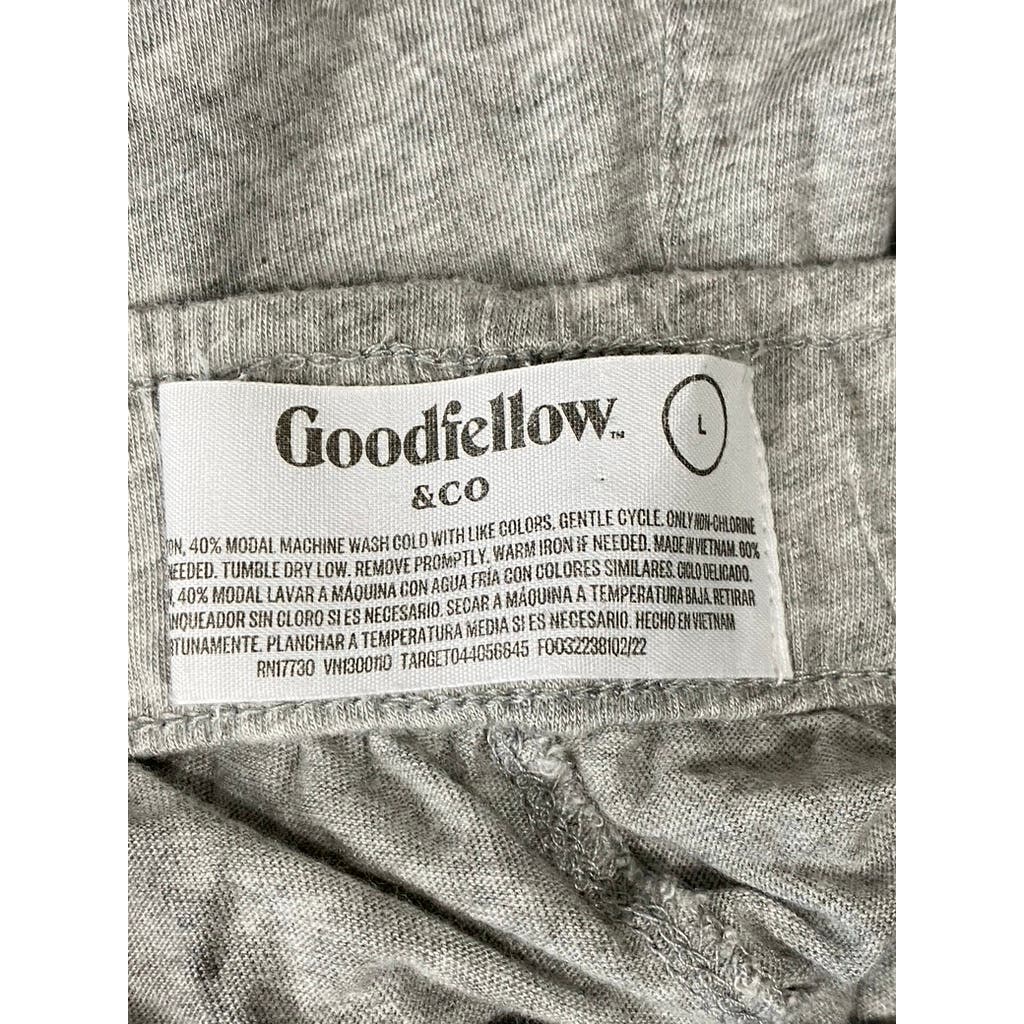 Goodfellow™
&CO
L
ON, 40% MODAL MACHINE WASH COLD WITH LIKE COLORS. GENTLE CYCLE. ONLY NON-CHLORINE
NEEDED. TUMBLE DRY LOW. REMOVE PROMPTLY. WARM IRON IF NEEDED. MADE IN VIETNAM. 60%
, 40% MODAL LAVAR A MÁQUINA CON AGUA FRÍA CON COLORES SIMILARES. CICLO DELICADO.
NQUEADOR SIN CLORO SI ES NECESARIO. SECAR A MÁQUINA A TEMPERATURA BAJA. RETIRAR
RTUNAMENTE. PLANCHAR A TEMPERATURA MEDIA SI ES NECESARIO. HECHO EN VIETNAM
RN17730 VN1300110 TARGET044056645 F0032238102/22